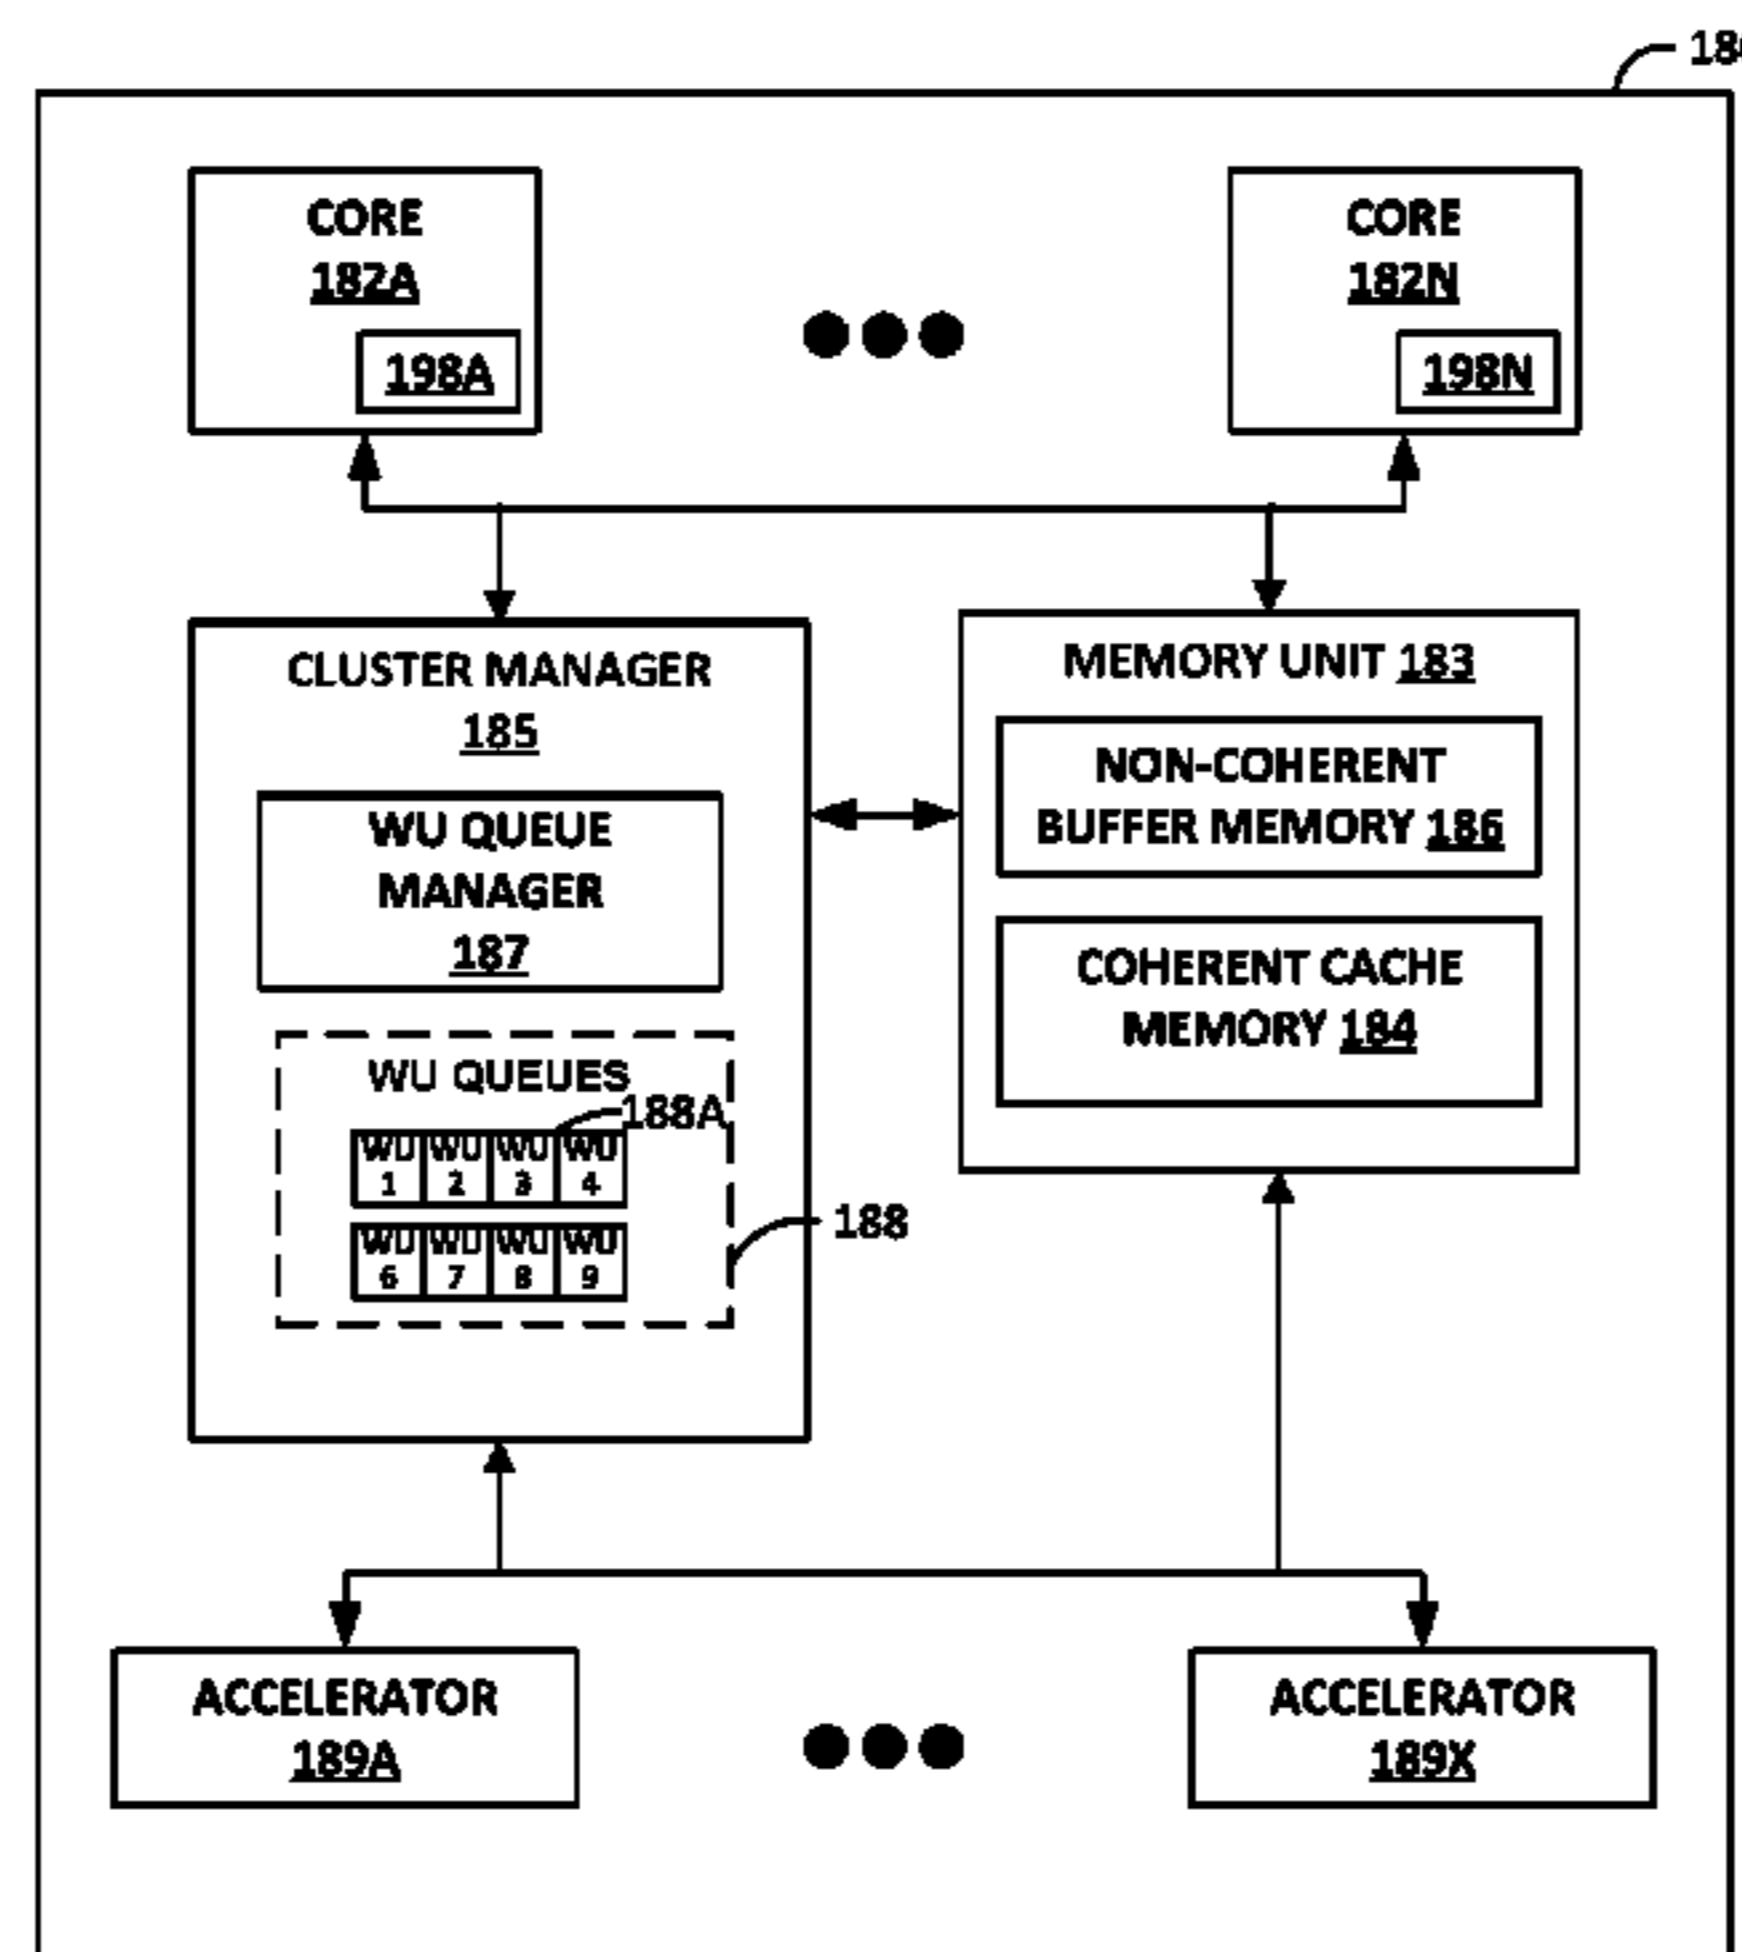 CORE
182A
198A
CORE
182N
198N
CLUSTER MANAGER
185
WU QUEUE
MANAGER
187
WU QUEUES
188A
WU WU WU WU
1 2 3 4
WU WU WU WU
6 7 8 9
188
MEMORY UNIT 183
NON-COHERENT
BUFFER MEMORY 186
COHERENT CACHE
MEMORY 184
ACCELERATOR
189A
ACCELERATOR
189X